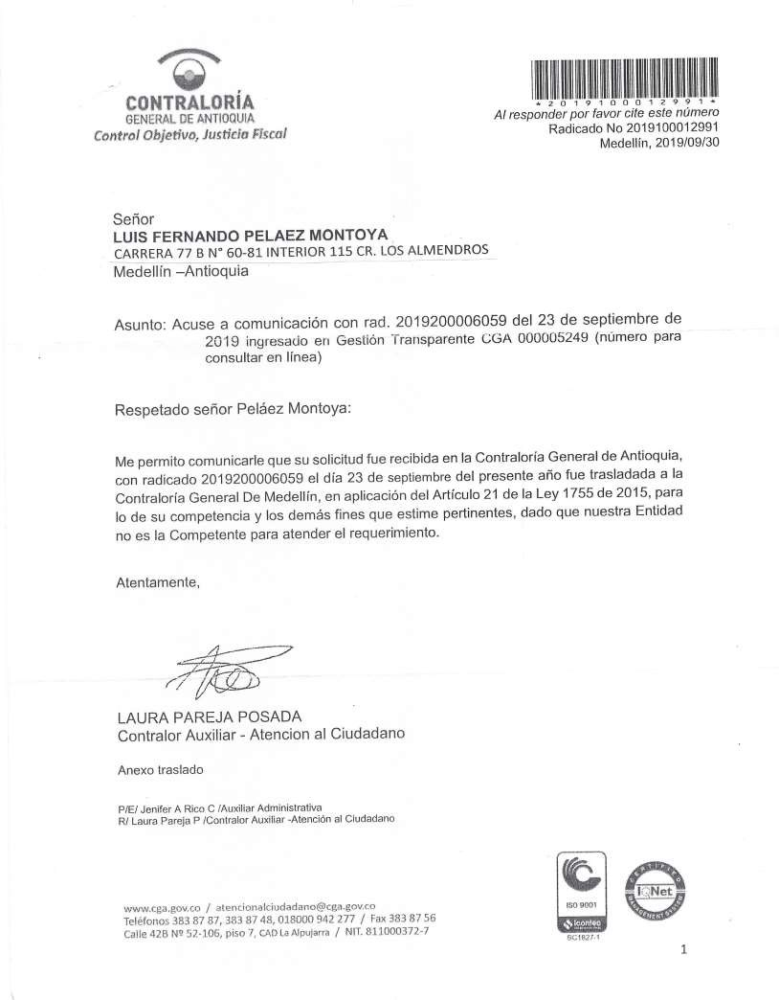 CONTRALORÍA
GENERAL DE ANTIOQUIA
Control Objetivo, Justicia Fiscal
* 2 0 1 9 1 0 0 0 1 2 9 9 1 *
Al responder por favor cite este número
Radicado No 2019100012991
Medellín, 2019/09/30
Señor
LUIS FERNANDO PELAEZ MONTOYA
CARRERA 77 B N° 60-81 INTERIOR 115 CR. LOS ALMENDROS
Medellín –Antioquia
Asunto: Acuse a comunicación con rad. 2019200006059 del 23 de septiembre de
2019 ingresado en Gestión Transparente CGA 000005249 (número para
consultar en línea)
Respetado señor Peláez Montoya:
Me permito comunicarle que su solicitud fue recibida en la Contraloría General de Antioquia,
con radicado 2019200006059 el día 23 de septiembre del presente año fue trasladada a la
Contraloría General De Medellín, en aplicación del Artículo 21 de la Ley 1755 de 2015, para
lo de su competencia y los demás fines que estime pertinentes, dado que nuestra Entidad
no es la Competente para atender el requerimiento.
Atentamente,
LAURA PAREJA POSADA
Contralor Auxiliar - Atencion al Ciudadano
Anexo traslado
P/E/ Jenifer A Rico C /Auxiliar Administrativa
R/ Laura Pareja P /Contralor Auxiliar -Atención al Ciudadano
www.cga.gov.co / atencionalciudadano@cga.gov.co
Teléfonos 383 87 87, 383 87 48, 018000 942 277 / Fax 383 87 56
Calle 42B Nº 52-106, piso 7, CAD La Alpujarra / NIT. 811000372-7
ISO 9001
icontec
SC1827-1
CERTIFIED
IQNet
MANAGEMENT SYSTEM
1